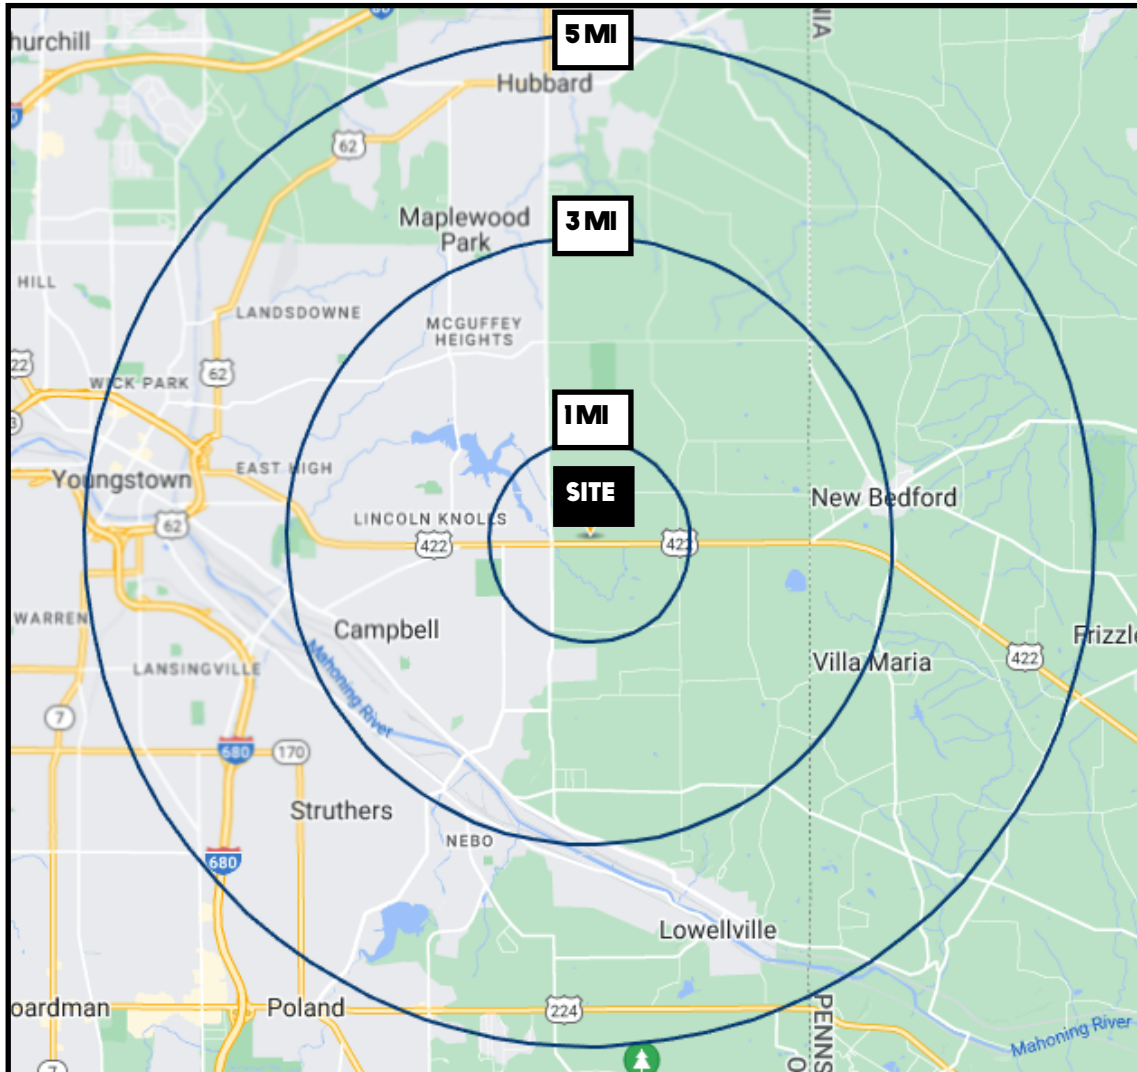 NIA
5 MI
hurchill
Hubbard
62
3 MI
Maplewood
Park
HILL
LANDSDOWNE
MCGUFFEY
HEIGHTS
22
62
WICK PARK
1 MI
Youngstown
EAST HIGH
SITE
New Bedford
62
LINCOLN KNOLLS
422
422
WARREN
Campbell
Frizzle
LANSINGVILLE
Mahoning River
Villa Maria
422
7
680
170
Struthers
NEBO
680
Lowellville
oardman
Poland
224
PENNS
O
Mahoning River
7